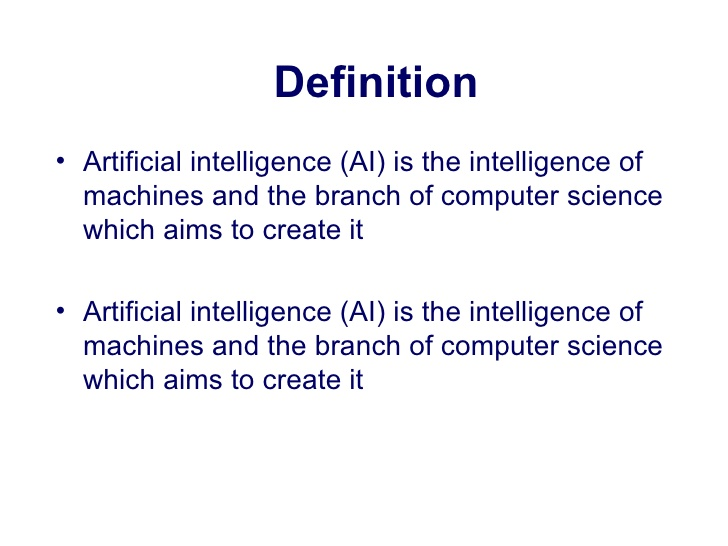 Definition
• Artificial intelligence (AI) is the intelligence of
machines and the branch of computer science
which aims to create it
• Artificial intelligence (AI) is the intelligence of
machines and the branch of computer science
which aims to create it